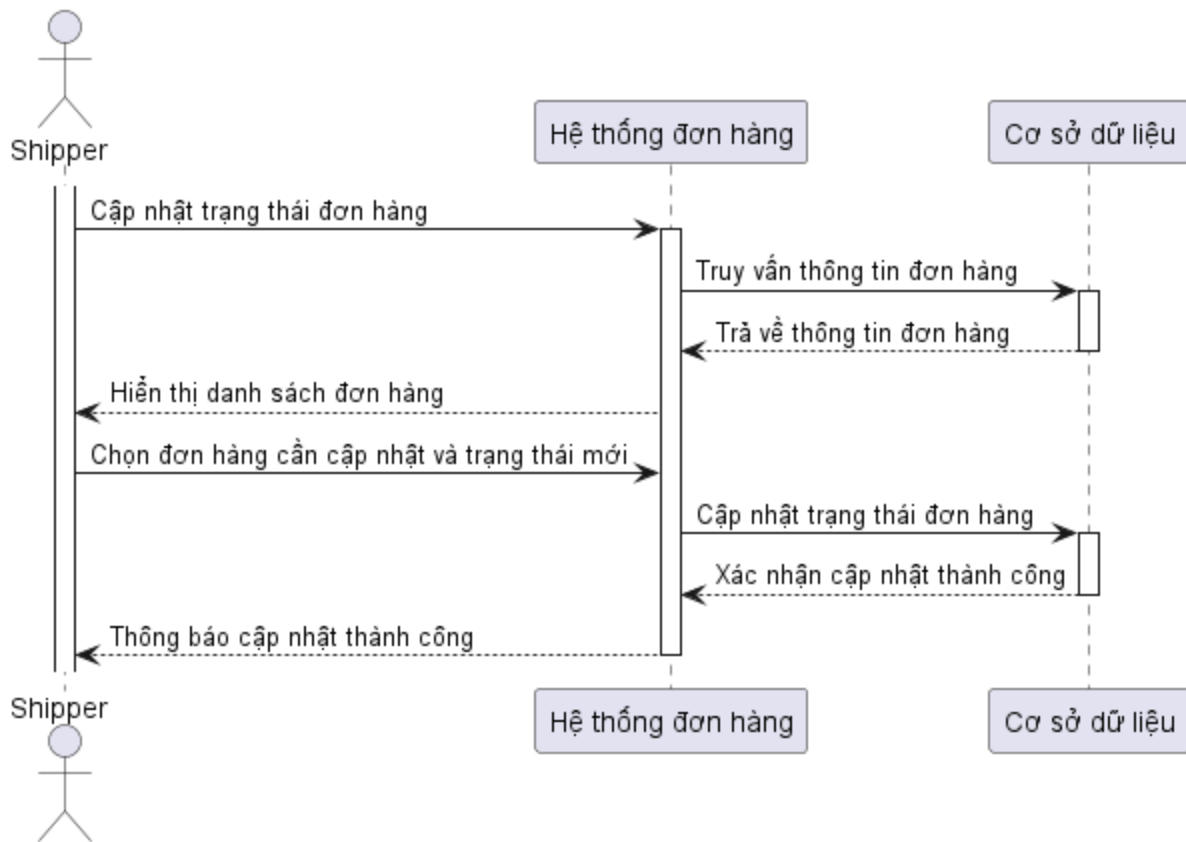 Shipper
Hệ thống đơn hàng
Cơ sở dữ liệu
Cập nhật trạng thái đơn hàng
Truy vấn thông tin đơn hàng
Trả về thông tin đơn hàng
Hiển thị danh sách đơn hàng
Chọn đơn hàng cần cập nhật và trạng thái mới
Cập nhật trạng thái đơn hàng
Xác nhận cập nhật thành công
Thông báo cập nhật thành công
Shipper
Hệ thống đơn hàng
Cơ sở dữ liệu